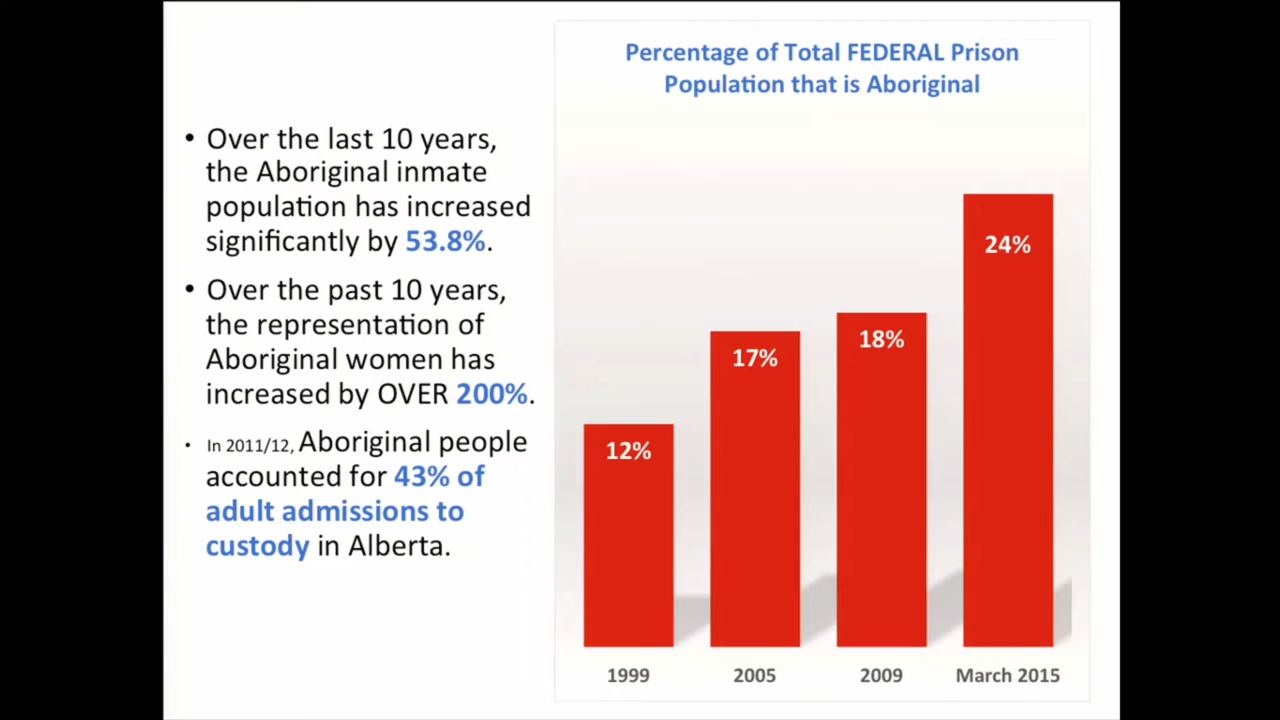 • Over the last 10 years,
the Aboriginal inmate
population has increased
significantly by 53.8%.
• Over the past 10 years,
the representation of
Aboriginal women has
increased by OVER 200%.
• In 2011/12, Aboriginal people
accounted for 43% of
adult admissions to
custody in Alberta.
Percentage of Total FEDERAL Prison
Population that is Aboriginal
12%
17%
18%
24%
1999
2005
2009
March 2015